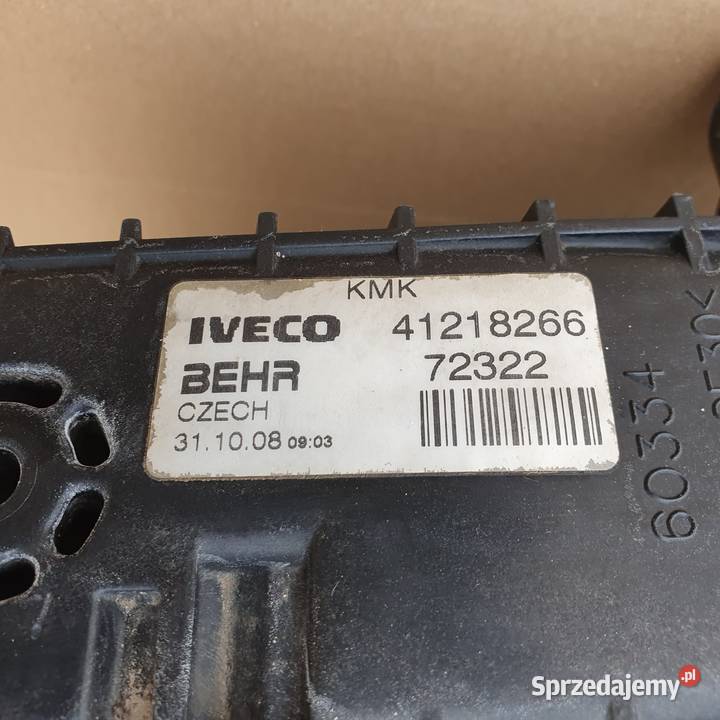 KMK
IVECO 41218266
BEHR 72322
CZECH
31.10.08 09:03
60334
Sprzedajemy.pl